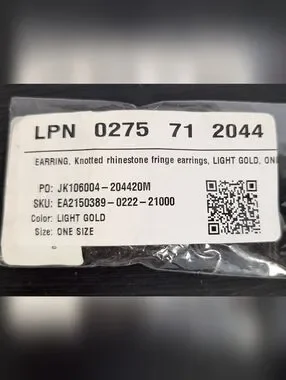 LPN 0275 71 2044
EARRING, Knotted rhinestone fringe earrings, LIGHT GOLD, ON
PO: JK106004-204420M
SKU: EA2150389-0222-21000
Color: LIGHT GOLD
Size: ONE SIZE